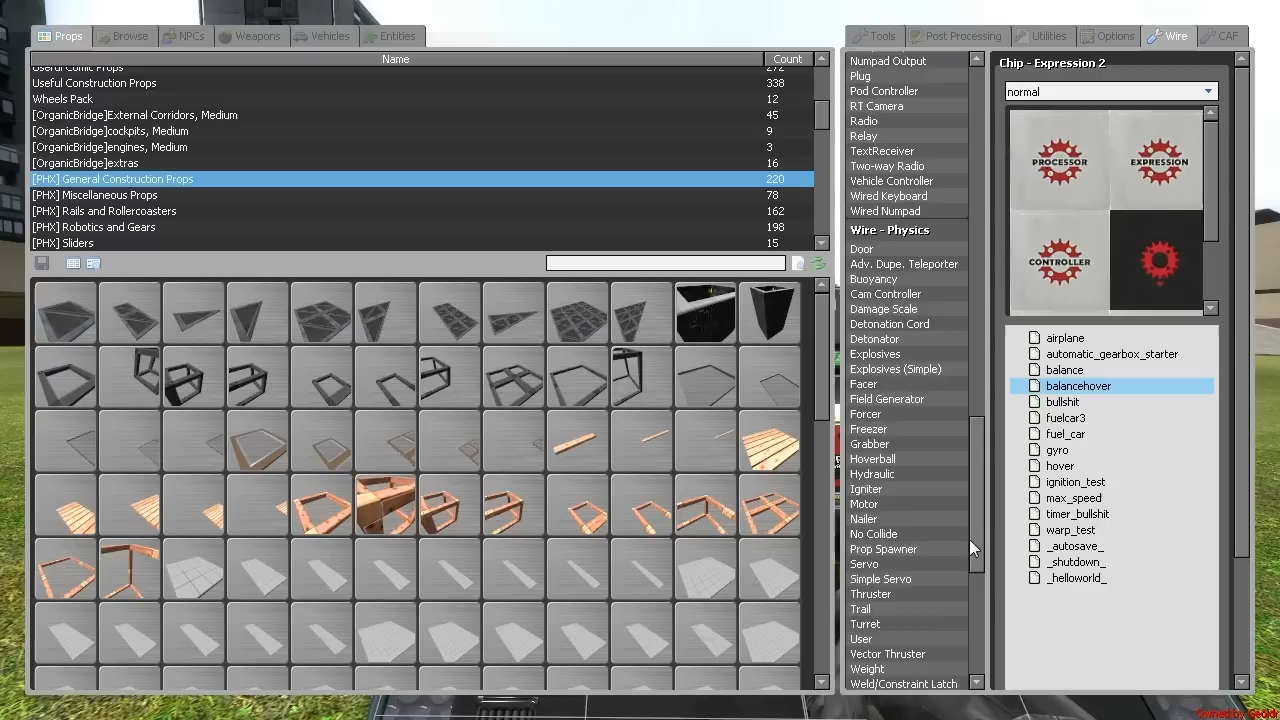 Props
Browse
NPCs
Weapons
Vehicles
Entities
Tools
Post Processing
Utilities
Options
Wire
CAF
Name
Count
Useful Comic Props
272
Useful Construction Props
338
Wheels Pack
12
[OrganicBridge]External Corridors, Medium
45
[OrganicBridge]cockpits, Medium
9
[OrganicBridge]engines, Medium
3
[OrganicBridge]extras
16
[PHX] General Construction Props
220
[PHX] Miscellaneous Props
78
[PHX] Rails and Rollercoasters
162
[PHX] Robotics and Gears
198
[PHX] Sliders
15
Numpad Output
Plug
Pod Controller
RT Camera
Radio
Relay
TextReceiver
Two-way Radio
Vehicle Controller
Wired Keyboard
Wired Numpad
Wire - Physics
Door
Adv. Dupe. Teleporter
Buoyancy
Cam Controller
Damage Scale
Detonation Cord
Detonator
Explosives
Explosives (Simple)
Facer
Field Generator
Forcer
Freezer
Grabber
Hoverball
Hydraulic
Igniter
Motor
Nailer
No Collide
Prop Spawner
Servo
Simple Servo
Thruster
Trail
Turret
User
Vector Thruster
Weight
Weld/Constraint Latch
Chip - Expression 2
normal
PROCESSOR
EXPRESSION
CONTROLLER
airplane
automatic_gearbox_starter
balance
balancehover
bullshit
fuelcar3
fuel_car
gyro
hover
ignition_test
max_speed
timer_bullshit
warp_test
_autosave_
_shutdown_
_helloworld_
Owned by